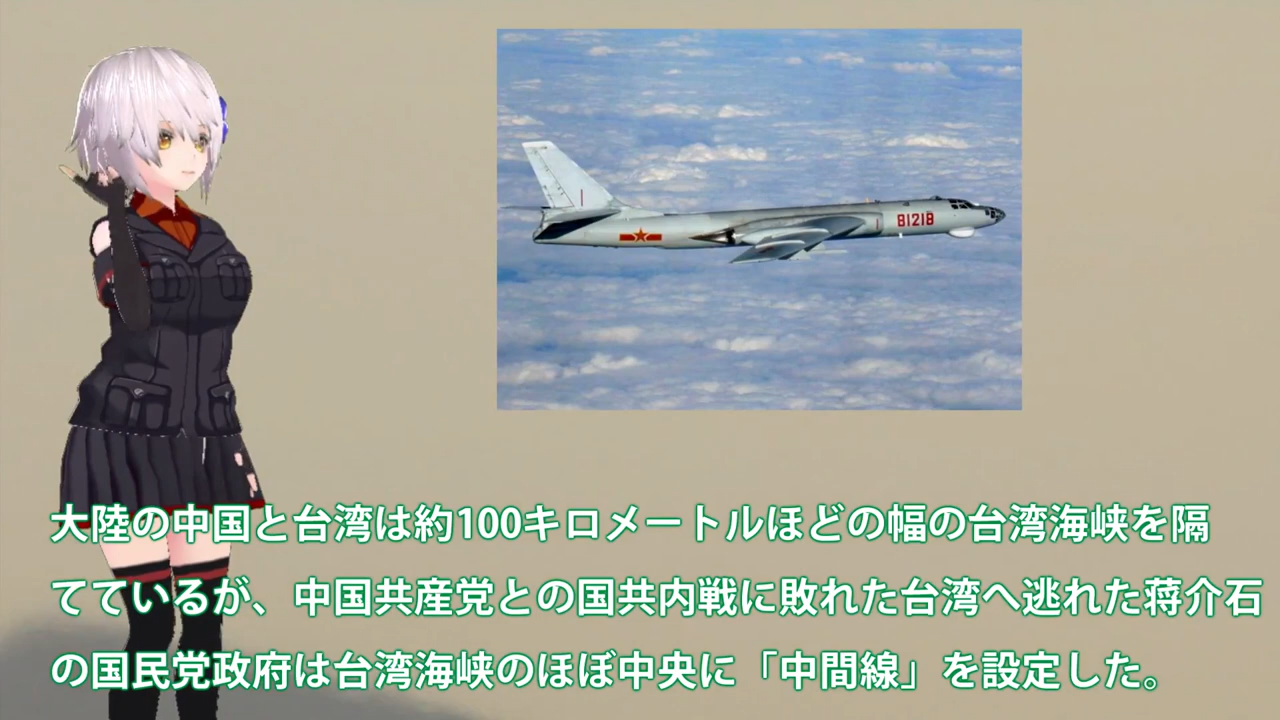 81218
大陸の中国と台湾は約100キロメートルほどの幅の台湾海峡を隔
てているが、中国共産党との国共内戦に敗れた台湾へ逃れた蒋介石
の国民党政府は台湾海峡のほぼ中央に「中間線」を設定した。